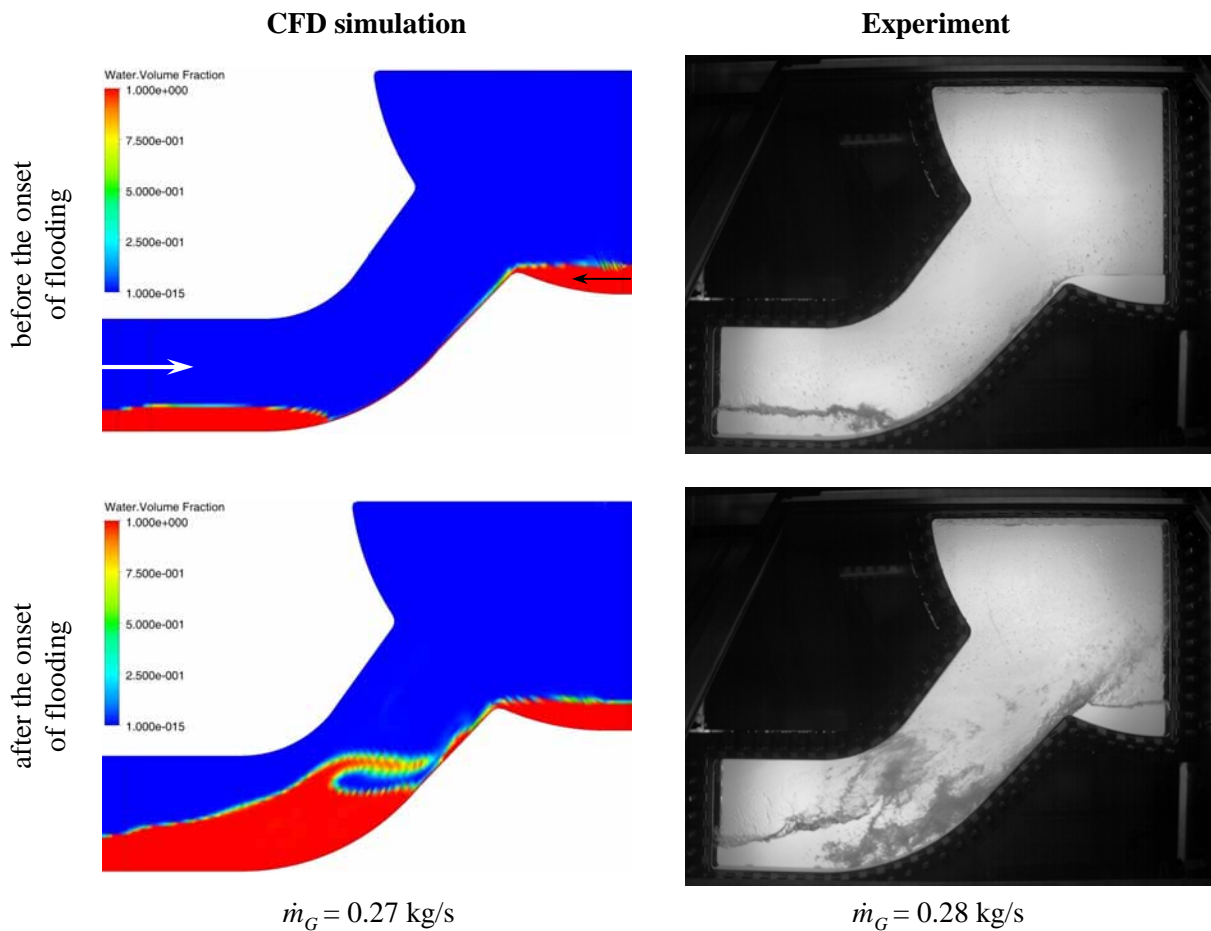 CFD simulation
Experiment
before the onset
of flooding
Water.Volume Fraction
1.000e+000
7.500e-001
5.000e-001
2.500e-001
1.000e-015
after the onset
of flooding
Water.Volume Fraction
1.000e+000
7.500e-001
5.000e-001
2.500e-001
1.000e-015
ṁ_G = 0.27 kg/s
ṁ_G = 0.28 kg/s